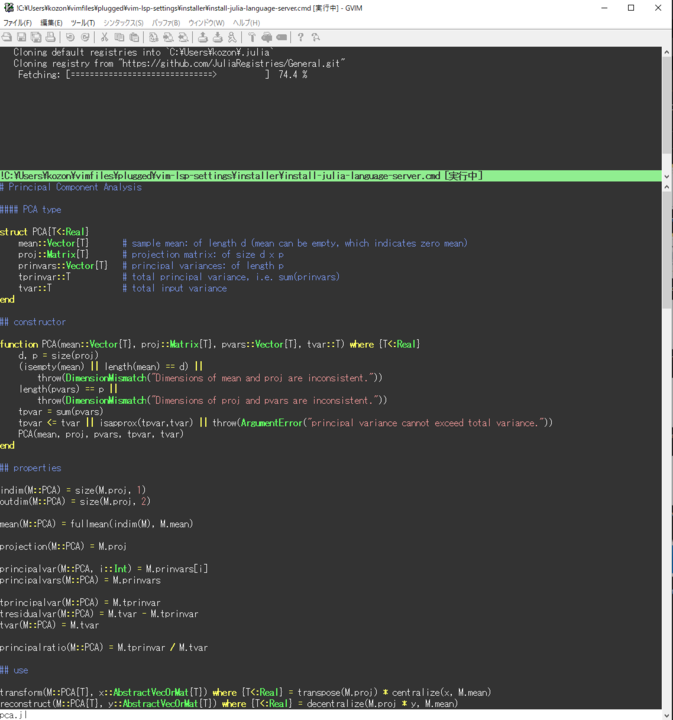 !C:¥Users¥kozon¥vimfiles¥plugged¥vim-lsp-settings¥installer¥install-julia-language-server.cmd [実行中] - GVIM
ファイル(F) 編集(E) ツール(T) シンタックス(S) バッファ(B) ウィンドウ(W) ヘルプ(H)
Cloning default registries into `C:¥Users¥kozon¥.julia`
Cloning registry from "https://github.com/JuliaRegistries/General.git"
Fetching: [==============================>          ]  74.4 %
!C:¥Users¥kozon¥vimfiles¥plugged¥vim-lsp-settings¥installer¥install-julia-language-server.cmd [実行中]
# Principal Component Analysis
#### PCA type
struct PCA[T<:Real]
mean::Vector[T]       # sample mean: of length d (mean can be empty, which indicates zero mean)
proj::Matrix[T]       # projection matrix: of size d x p
prinvars::Vector[T]   # principal variances: of length p
tprinvar::T           # total principal variance, i.e. sum(prinvars)
tvar::T               # total input variance
end
## constructor
function PCA(mean::Vector[T], proj::Matrix[T], pvars::Vector[T], tvar::T) where [T<:Real]
d, p = size(proj)
(isempty(mean) || length(mean) == d) ||
throw(DimensionMismatch("Dimensions of mean and proj are inconsistent."))
length(pvars) == p ||
throw(DimensionMismatch("Dimensions of proj and pvars are inconsistent."))
tpvar = sum(pvars)
tpvar <= tvar || isapprox(tpvar,tvar) || throw(ArgumentError("principal variance cannot exceed total variance."))
PCA(mean, proj, pvars, tpvar, tvar)
end
## properties
indim(M::PCA) = size(M.proj, 1)
outdim(M::PCA) = size(M.proj, 2)
mean(M::PCA) = fullmean(indim(M), M.mean)
projection(M::PCA) = M.proj
principalvar(M::PCA, i::Int) = M.prinvars[i]
principalvars(M::PCA) = M.prinvars
tprincipalvar(M::PCA) = M.tprinvar
tresidualvar(M::PCA) = M.tvar - M.tprinvar
tvar(M::PCA) = M.tvar
principalratio(M::PCA) = M.tprinvar / M.tvar
## use
transform(M::PCA[T], x::AbstractVecOrMat[T]) where [T<:Real] = transpose(M.proj) * centralize(x, M.mean)
reconstruct(M::PCA[T], y::AbstractVecOrMat[T]) where [T<:Real] = decentralize(M.proj * y, M.mean)
pca.jl